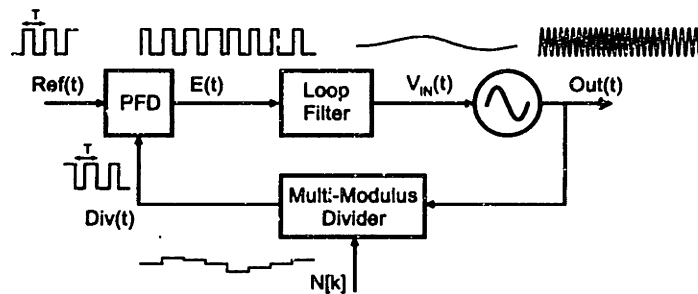 T
Ref(t)
PFD
E(t)
Loop
Filter
V_IN(t)
Out(t)
T
Div(t)
Multi-Modulus
Divider
N[k]